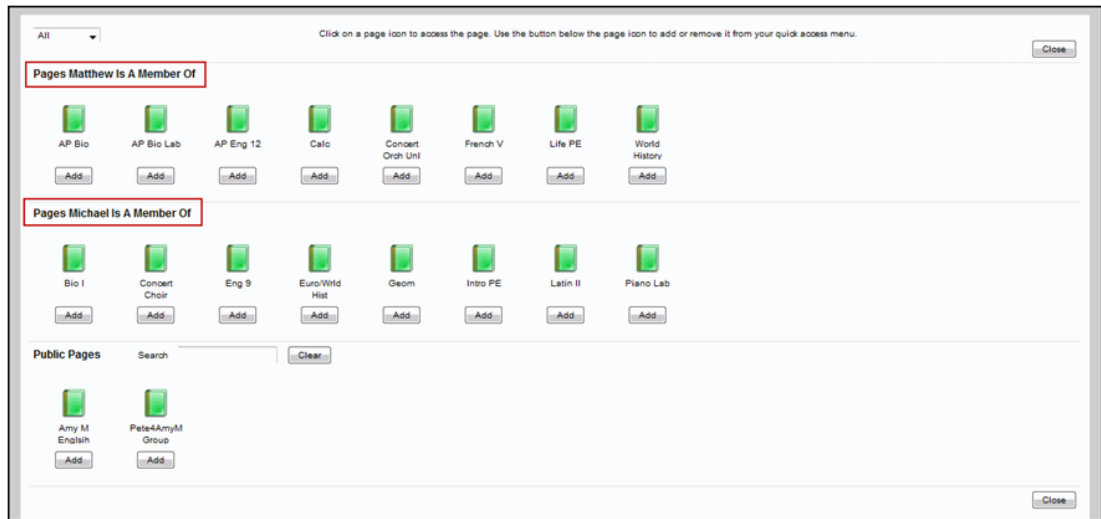 All
Click on a page icon to access the page. Use the button below the page icon to add or remove it from your quick access menu.
Close
Pages Matthew Is A Member Of
AP Bio AP Bio Lab AP Eng 12 Calc Concert French V Life PE World
Orch Unl History
Add Add Add Add Add Add Add Add
Pages Michael Is A Member Of
Bio I Concert Eng 9 Euro/Wrld Geom Intro PE Latin II Piano Lab
Choir Hist
Add Add Add Add Add Add Add Add
Public Pages Search Clear
Amy M Pete4AmyM
Englsih Group
Add Add
Close